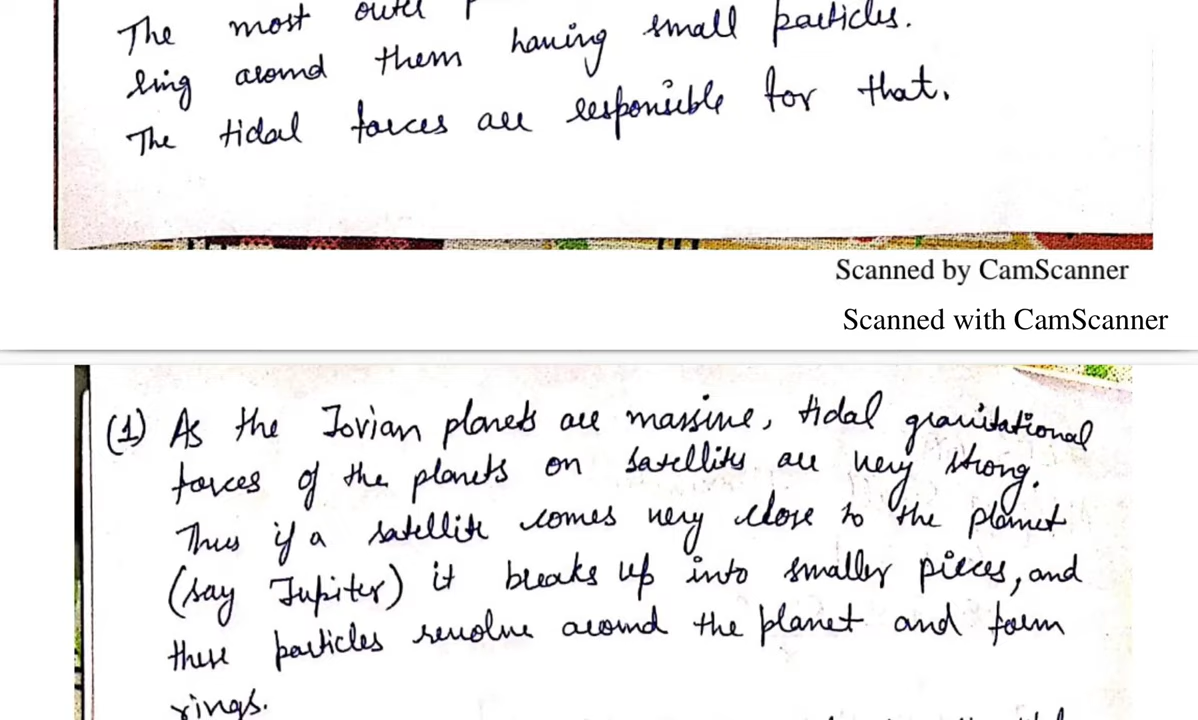 The most outer
ring around them having small particles.
The tidal forces are responsible for that.
Scanned by CamScanner
Scanned with CamScanner
(1) As the Jovian planets are massive, tidal gravitational
forces of the planets on satellites are very strong.
Thus if a satellite comes very close to the planet
(say Jupiter) it breaks up into smaller pieces, and
these particles revolve around the planet and form
rings.